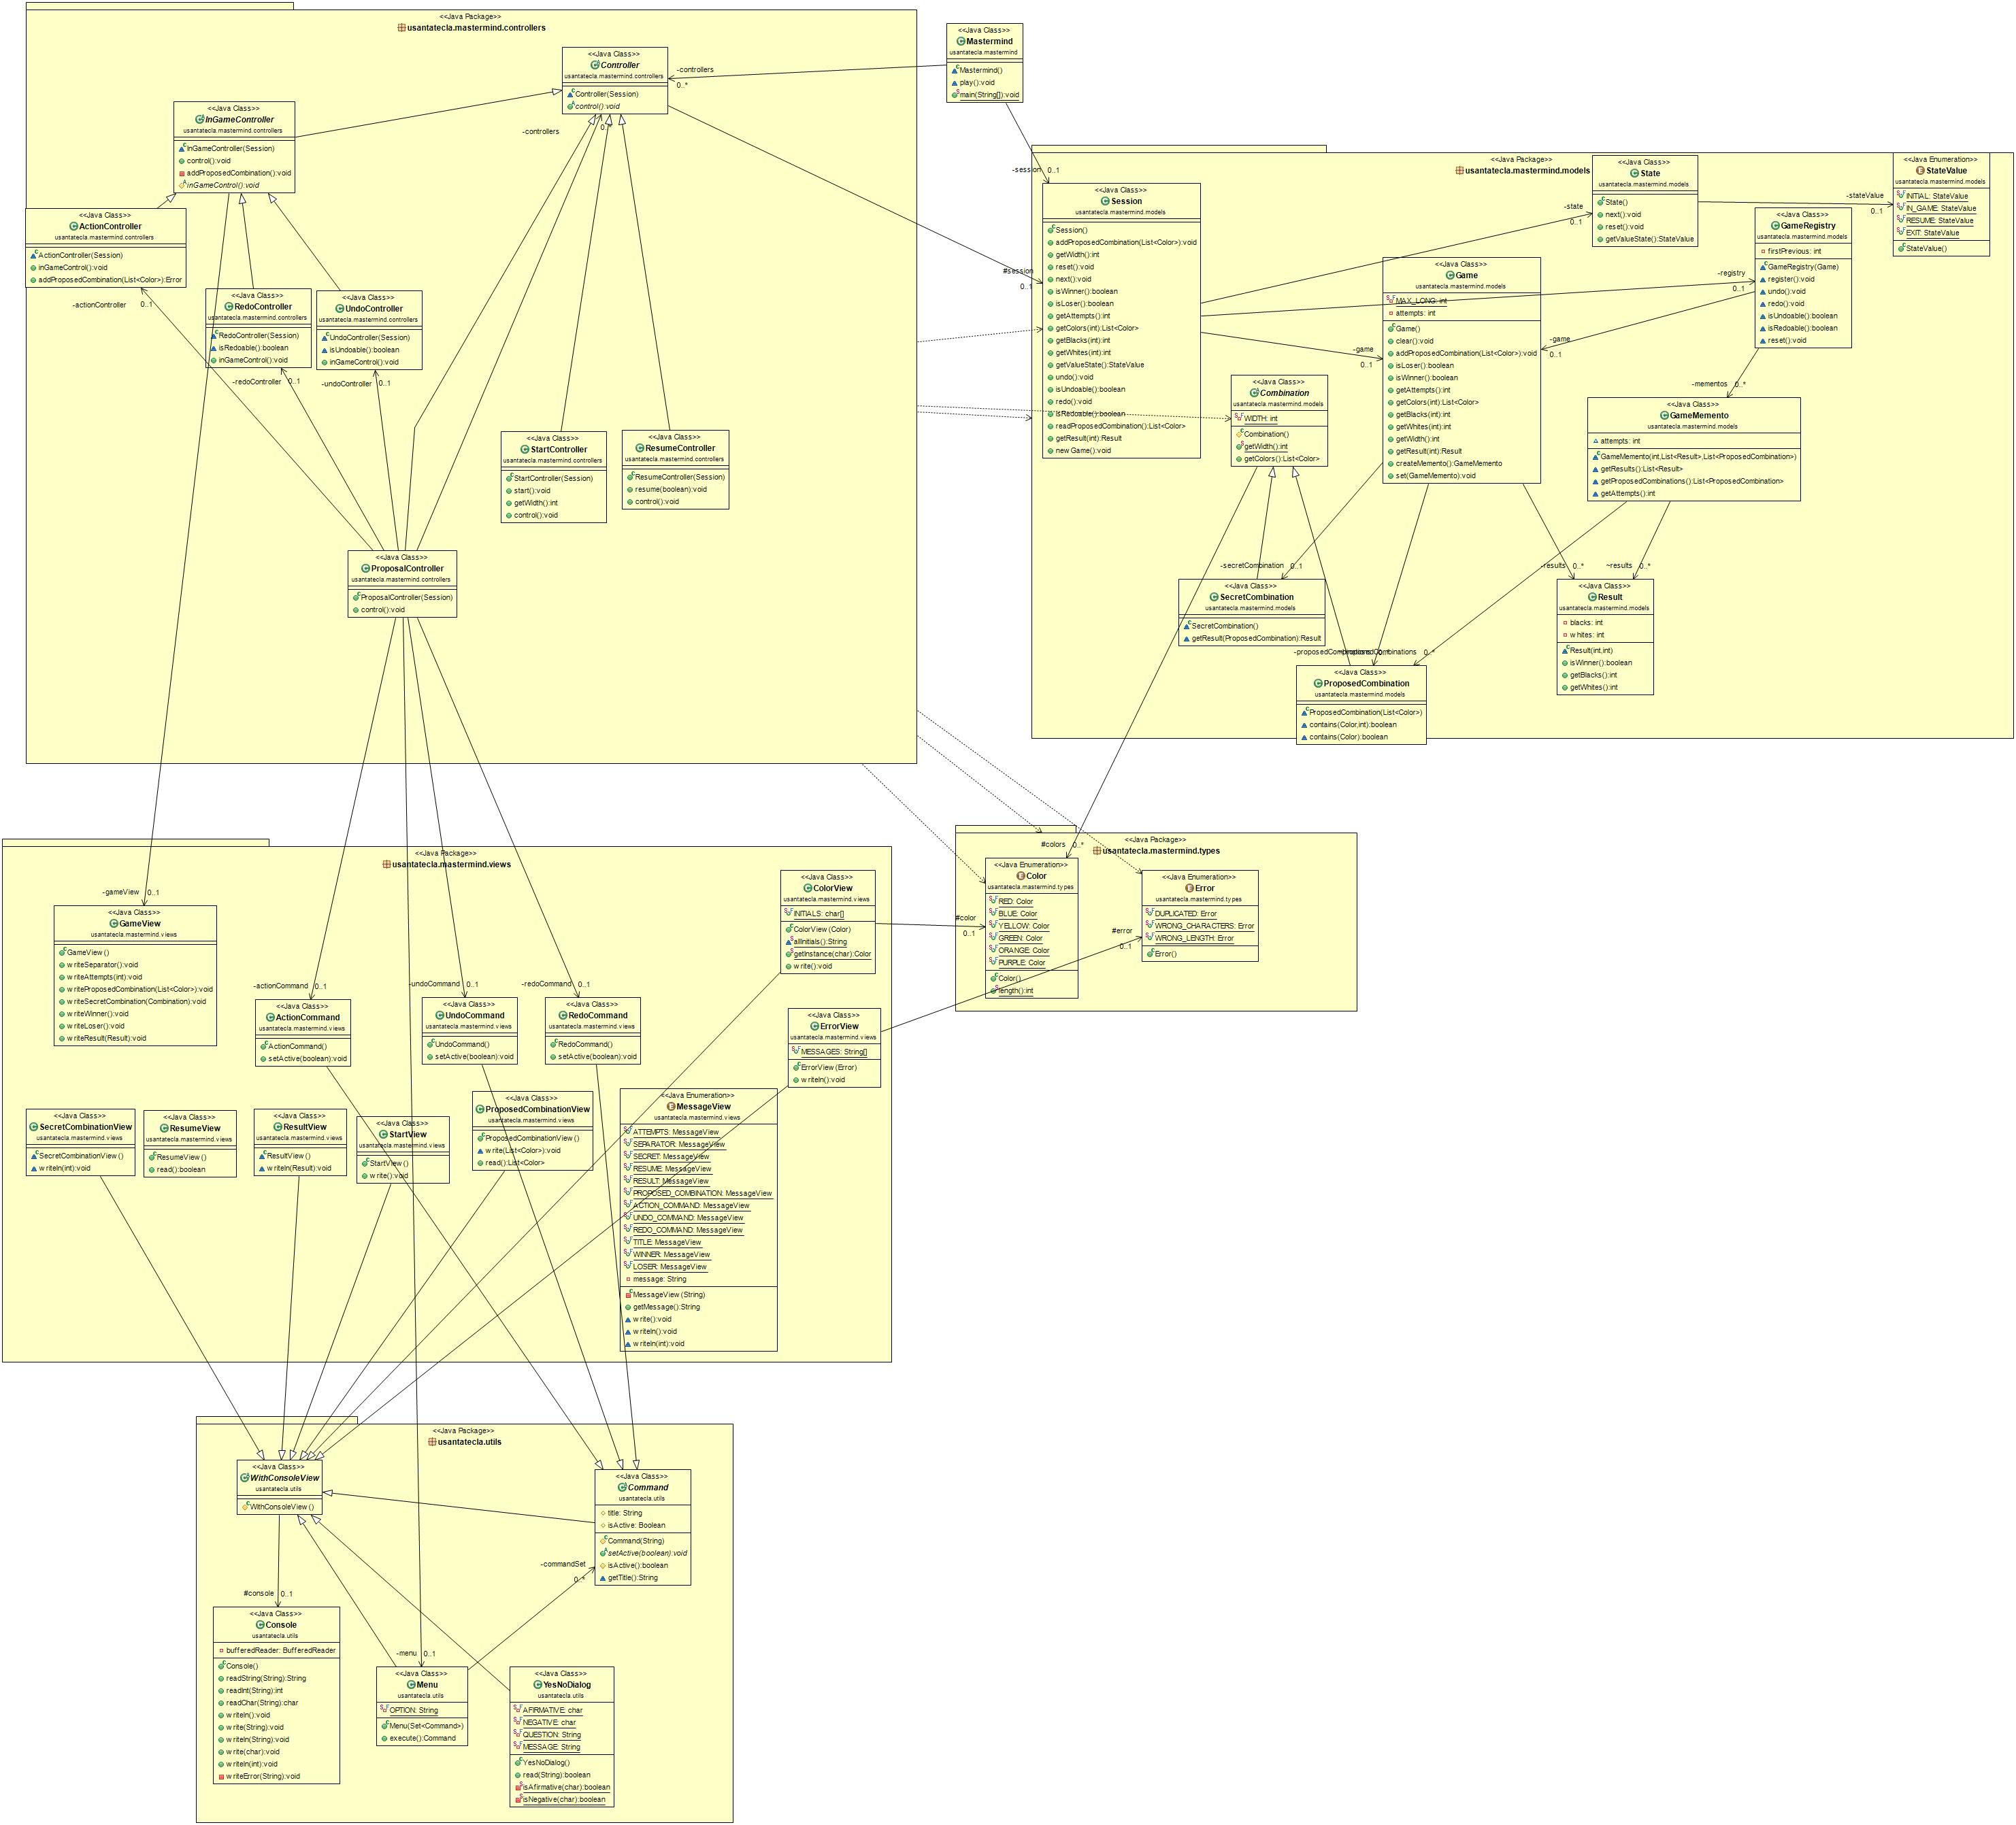 <<Java Package>>
usantatecla.mastermind.controllers
<<Java Class>>
Controller
usantatecla.mastermind.controllers
Controller(Session)
control():void
-controllers
0..*
<<Java Class>>
Mastermind
usantatecla.mastermind
Mastermind()
play():void
main(String[]):void
<<Java Class>>
InGameController
usantatecla.mastermind.controllers
InGameController(Session)
control():void
addProposedCombination():void
inGameControl():void
-controllers
<<Java Class>>
ActionController
usantatecla.mastermind.controllers
ActionController(Session)
inGameControl():void
addProposedCombination(List<Color>):Error
-actionController
0..1
<<Java Class>>
RedoController
usantatecla.mastermind.controllers
RedoController(Session)
isRedoable():boolean
inGameControl():void
-redoController
0..1
<<Java Class>>
UndoController
usantatecla.mastermind.controllers
UndoController(Session)
isUndoable():boolean
inGameControl():void
-undoController
0..1
<<Java Class>>
StartController
usantatecla.mastermind.controllers
StartController(Session)
start():void
getWidth():int
control():void
<<Java Class>>
ResumeController
usantatecla.mastermind.controllers
ResumeController(Session)
resume(boolean):void
control():void
<<Java Class>>
ProposalController
usantatecla.mastermind.controllers
ProposalController(Session)
control():void
<<Java Package>>
usantatecla.mastermind.models
-session
0..1
#session
0..1
<<Java Class>>
Session
usantatecla.mastermind.models
Session()
addProposedCombination(List<Color>):void
getWidth():int
reset():void
next():void
isWinner():boolean
isLoser():boolean
getAttempts():int
getColors(int):List<Color>
getBlacks(int):int
getWhites(int):int
getValueState():StateValue
undo():void
isUndoable():boolean
redo():void
isRedoable():boolean
readProposedCombination():List<Color>
getResult(int):Result
newGame():void
<<Java Class>>
State
usantatecla.mastermind.models
State()
next():void
reset():void
getValueState():StateValue
-state
0..1
-stateValue
0..1
<<Java Enumeration>>
StateValue
usantatecla.mastermind.models
INITIAL: StateValue
IN_GAME: StateValue
RESUME: StateValue
EXIT: StateValue
StateValue()
<<Java Class>>
GameRegistry
usantatecla.mastermind.models
firstPrevious: int
GameRegistry(Game)
register():void
undo():void
redo():void
isUndoable():boolean
isRedoable():boolean
reset():void
-registry
0..1
-game
0..1
-game
0..1
<<Java Class>>
Game
usantatecla.mastermind.models
MAX_LONG: int
attempts: int
Game()
clear():void
addProposedCombination(List<Color>):void
isLoser():boolean
isWinner():boolean
getAttempts():int
getColors(int):List<Color>
getBlacks(int):int
getWhites(int):int
getWidth():int
getResult(int):Result
createMemento():GameMemento
set(GameMemento):void
<<Java Class>>
Combination
usantatecla.mastermind.models
WIDTH: int
Combination()
getWidth():int
getColors():List<Color>
-mementos
0..*
<<Java Class>>
GameMemento
usantatecla.mastermind.models
attempts: int
GameMemento(int,List<Result>,List<ProposedCombination>)
getResults():List<Result>
getProposedCombinations():List<ProposedCombination>
getAttempts():int
-secretCombination
0..1
<<Java Class>>
SecretCombination
usantatecla.mastermind.models
SecretCombination()
getResult(ProposedCombination):Result
-results
0..*
~results
0..*
<<Java Class>>
Result
usantatecla.mastermind.models
blacks: int
whites: int
Result(int,int)
isWinner():boolean
getBlacks():int
getWhites():int
-proposedCombinations
0..*
<<Java Class>>
ProposedCombination
usantatecla.mastermind.models
ProposedCombination(List<Color>)
contains(Color,int):boolean
contains(Color):boolean
<<Java Package>>
usantatecla.mastermind.views
-gameView
0..1
<<Java Class>>
GameView
usantatecla.mastermind.views
GameView()
writeSeparator():void
writeAttempts(int):void
writeProposedCombination(List<Color>):void
writeSecretCombination(Combination):void
writeWinner():void
writeLoser():void
writeResult(Result):void
-actionCommand
0..1
<<Java Class>>
ActionCommand
usantatecla.mastermind.views
ActionCommand()
setActive(boolean):void
-undoCommand
0..1
<<Java Class>>
UndoCommand
usantatecla.mastermind.views
UndoCommand()
setActive(boolean):void
-redoCommand
0..1
<<Java Class>>
RedoCommand
usantatecla.mastermind.views
RedoCommand()
setActive(boolean):void
<<Java Class>>
ColorView
usantatecla.mastermind.views
INITIALS: char[]
ColorView(Color)
allInitials():String
getInstance(char):Color
write():void
<<Java Class>>
ErrorView
usantatecla.mastermind.views
MESSAGES: String[]
ErrorView(Error)
writeln():void
<<Java Package>>
usantatecla.mastermind.types
#colors
0..*
#color
0..1
<<Java Enumeration>>
Color
usantatecla.mastermind.types
RED: Color
BLUE: Color
YELLOW: Color
GREEN: Color
ORANGE: Color
PURPLE: Color
Color()
length():int
#error
0..1
<<Java Enumeration>>
Error
usantatecla.mastermind.types
DUPLICATED: Error
WRONG_CHARACTERS: Error
WRONG_LENGTH: Error
Error()
<<Java Class>>
SecretCombinationView
usantatecla.mastermind.views
SecretCombinationView()
writeln(int):void
<<Java Class>>
ResumeView
usantatecla.mastermind.views
ResumeView()
read():boolean
<<Java Class>>
ResultView
usantatecla.mastermind.views
ResultView()
writeln(Result):void
<<Java Class>>
StartView
usantatecla.mastermind.views
StartView()
write():void
<<Java Class>>
ProposedCombinationView
usantatecla.mastermind.views
ProposedCombinationView()
write(List<Color>):void
read():List<Color>
<<Java Enumeration>>
MessageView
usantatecla.mastermind.views
ATTEMPTS: MessageView
SEPARATOR: MessageView
SECRET: MessageView
RESUME: MessageView
RESULT: MessageView
PROPOSED_COMBINATION: MessageView
ACTION_COMMAND: MessageView
UNDO_COMMAND: MessageView
REDO_COMMAND: MessageView
TITLE: MessageView
WINNER: MessageView
LOSER: MessageView
message: String
MessageView(String)
getMessage():String
write():void
writeln():void
writeln(int):void
<<Java Package>>
usantatecla.utils
<<Java Class>>
WithConsoleView
usantatecla.utils
WithConsoleView()
<<Java Class>>
Command
usantatecla.utils
title: String
isActive: Boolean
Command(String)
setActive(boolean):void
isActive():boolean
getTitle():String
-commandSet
0..*
#console
0..1
<<Java Class>>
Console
usantatecla.utils
bufferedReader: BufferedReader
Console()
readString(String):String
readInt(String):int
readChar(String):char
writeln():void
write(String):void
writeln(String):void
write(char):void
writeln(int):void
writeError(String):void
-menu
0..1
<<Java Class>>
Menu
usantatecla.utils
OPTION: String
Menu(Set<Command>)
execute():Command
<<Java Class>>
YesNoDialog
usantatecla.utils
AFIRMATIVE: char
NEGATIVE: char
QUESTION: String
MESSAGE: String
YesNoDialog()
read(String):boolean
isAfirmative(char):boolean
isNegative(char):boolean